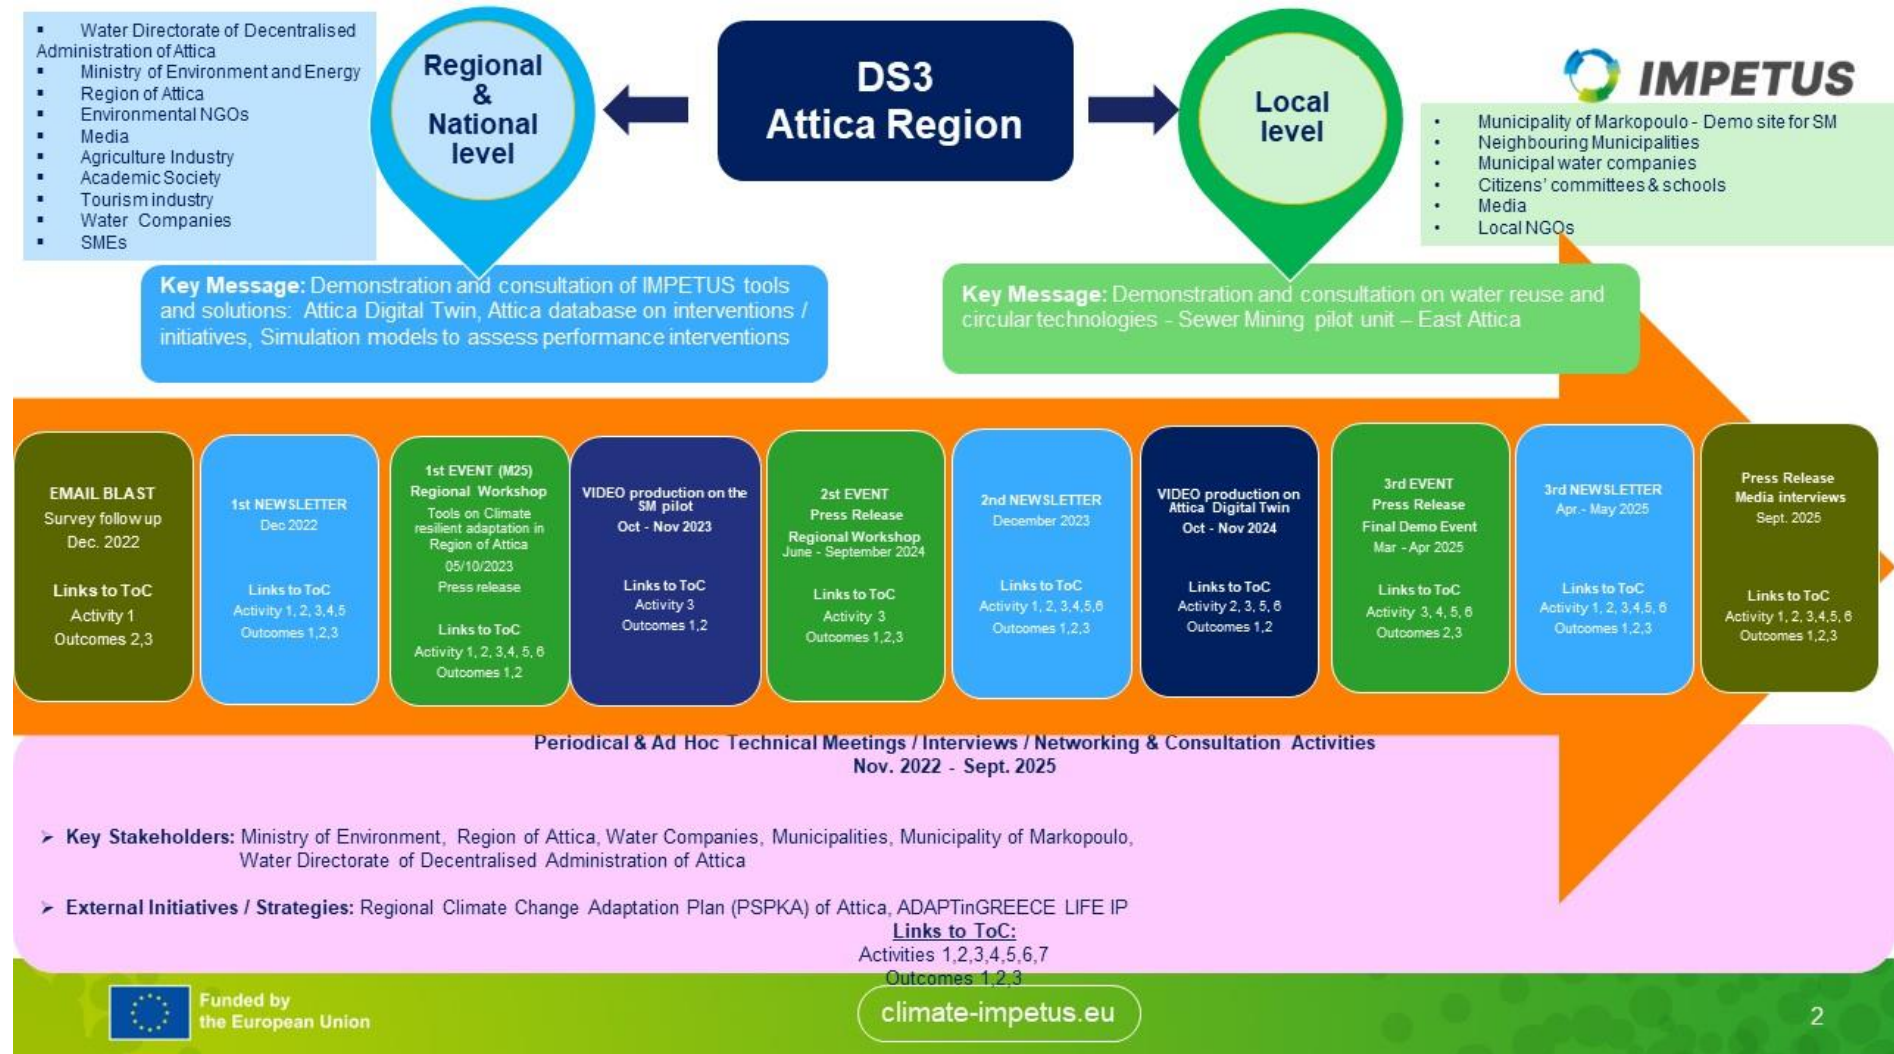 ▪ Water Directorate of Decentralised
Administration of Attica
▪ Ministry of Environment and Energy
▪ Region of Attica
▪ Environmental NGOs
▪ Media
▪ Agriculture Industry
▪ Academic Society
▪ Tourism industry
▪ Water Companies
▪ SMEs
Regional
&
National
level
DS3
Attica Region
Local
level
IMPETUS
• Municipality of Markopoulo - Demo site for SM
• Neighbouring Municipalities
• Municipal water companies
• Citizens' committees & schools
• Media
• Local NGOs
Key Message: Demonstration and consultation of IMPETUS tools
and solutions: Attica Digital Twin, Attica database on interventions /
initiatives, Simulation models to assess performance interventions
Key Message: Demonstration and consultation on water reuse and
circular technologies - Sewer Mining pilot unit – East Attica
EMAIL BLAST
Survey follow up
Dec. 2022
Links to ToC
Activity 1
Outcomes 2,3
1st NEWSLETTER
Dec 2022
Links to ToC
Activity 1, 2, 3,4,5
Outcomes 1,2,3
1st EVENT (M25)
Regional Workshop
Tools on Climate
resilient adaptation in
Region of Attica
05/10/2023
Press release
Links to ToC
Activity 1, 2, 3,4, 5, 6
Outcomes 1,2
VIDEO production on the
SM pilot
Oct - Nov 2023
Links to ToC
Activity 3
Outcomes 1,2
2st EVENT
Press Release
Regional Workshop
June - September 2024
Links to ToC
Activity 3
Outcomes 1,2,3
2nd NEWSLETTER
December 2023
Links to ToC
Activity 1, 2, 3,4,5,6
Outcomes 1,2,3
VIDEO production on
Attica Digital Twin
Oct - Nov 2024
Links to ToC
Activity 2, 3, 5, 6
Outcomes 1,2
3rd EVENT
Press Release
Final Demo Event
Mar - Apr 2025
Links to ToC
Activity 3, 4, 5, 6
Outcomes 2,3
3rd NEWSLETTER
Apr.- May 2025
Links to ToC
Activity 1, 2, 3,4,5, 6
Outcomes 1,2,3
Press Release
Media interviews
Sept. 2025
Links to ToC
Activity 1, 2, 3,4,5, 6
Outcomes 1,2,3
Periodical & Ad Hoc Technical Meetings / Interviews / Networking & Consultation Activities
Nov. 2022 - Sept. 2025
➢ Key Stakeholders: Ministry of Environment, Region of Attica, Water Companies, Municipalities, Municipality of Markopoulo,
Water Directorate of Decentralised Administration of Attica
➢ External Initiatives / Strategies: Regional Climate Change Adaptation Plan (PSPKA) of Attica, ADAPTinGREECE LIFE IP
Links to ToC:
Activities 1,2,3,4,5,6,7
Outcomes 1,2,3
Funded by
the European Union
climate-impetus.eu
2